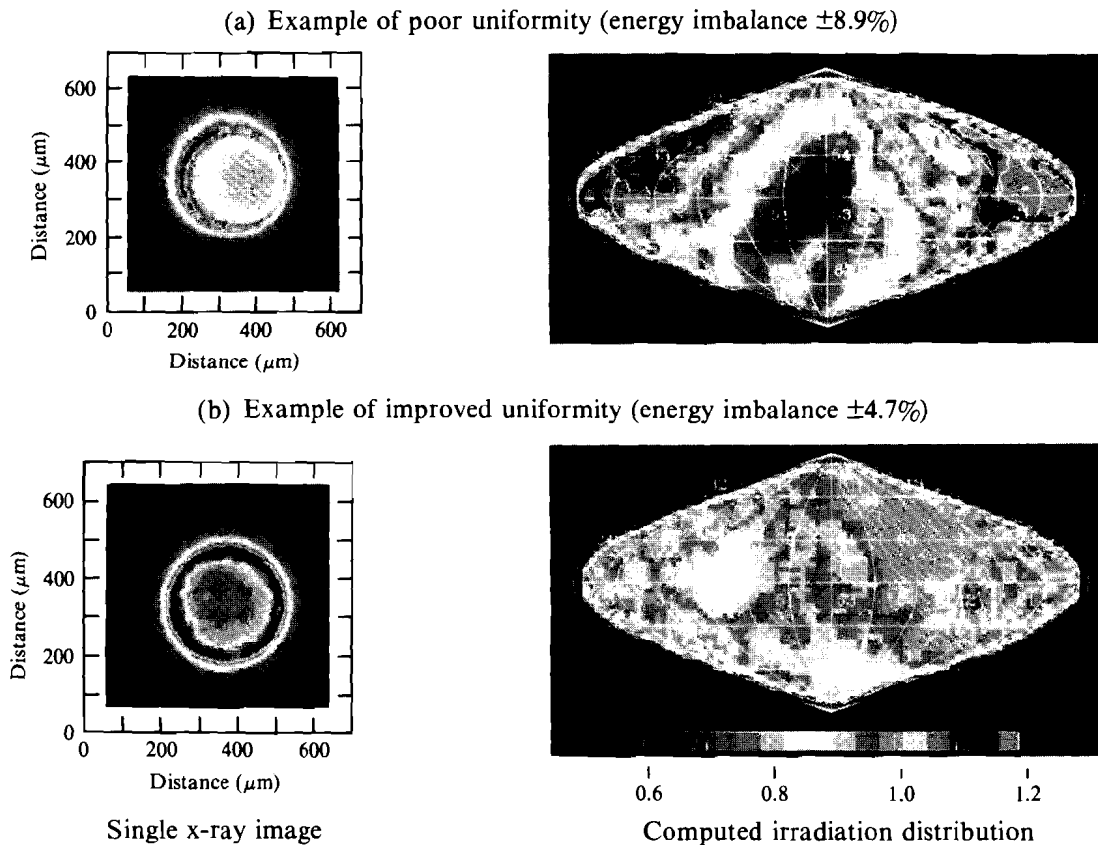 (a) Example of poor uniformity (energy imbalance ±8.9%)
600
400
200
0
Distance (μm)
0 200 400 600
Distance (μm)
(b) Example of improved uniformity (energy imbalance ±4.7%)
600
400
200
0
Distance (μm)
0 200 400 600
Distance (μm)
0.6 0.8 1.0 1.2
Single x-ray image
Computed irradiation distribution